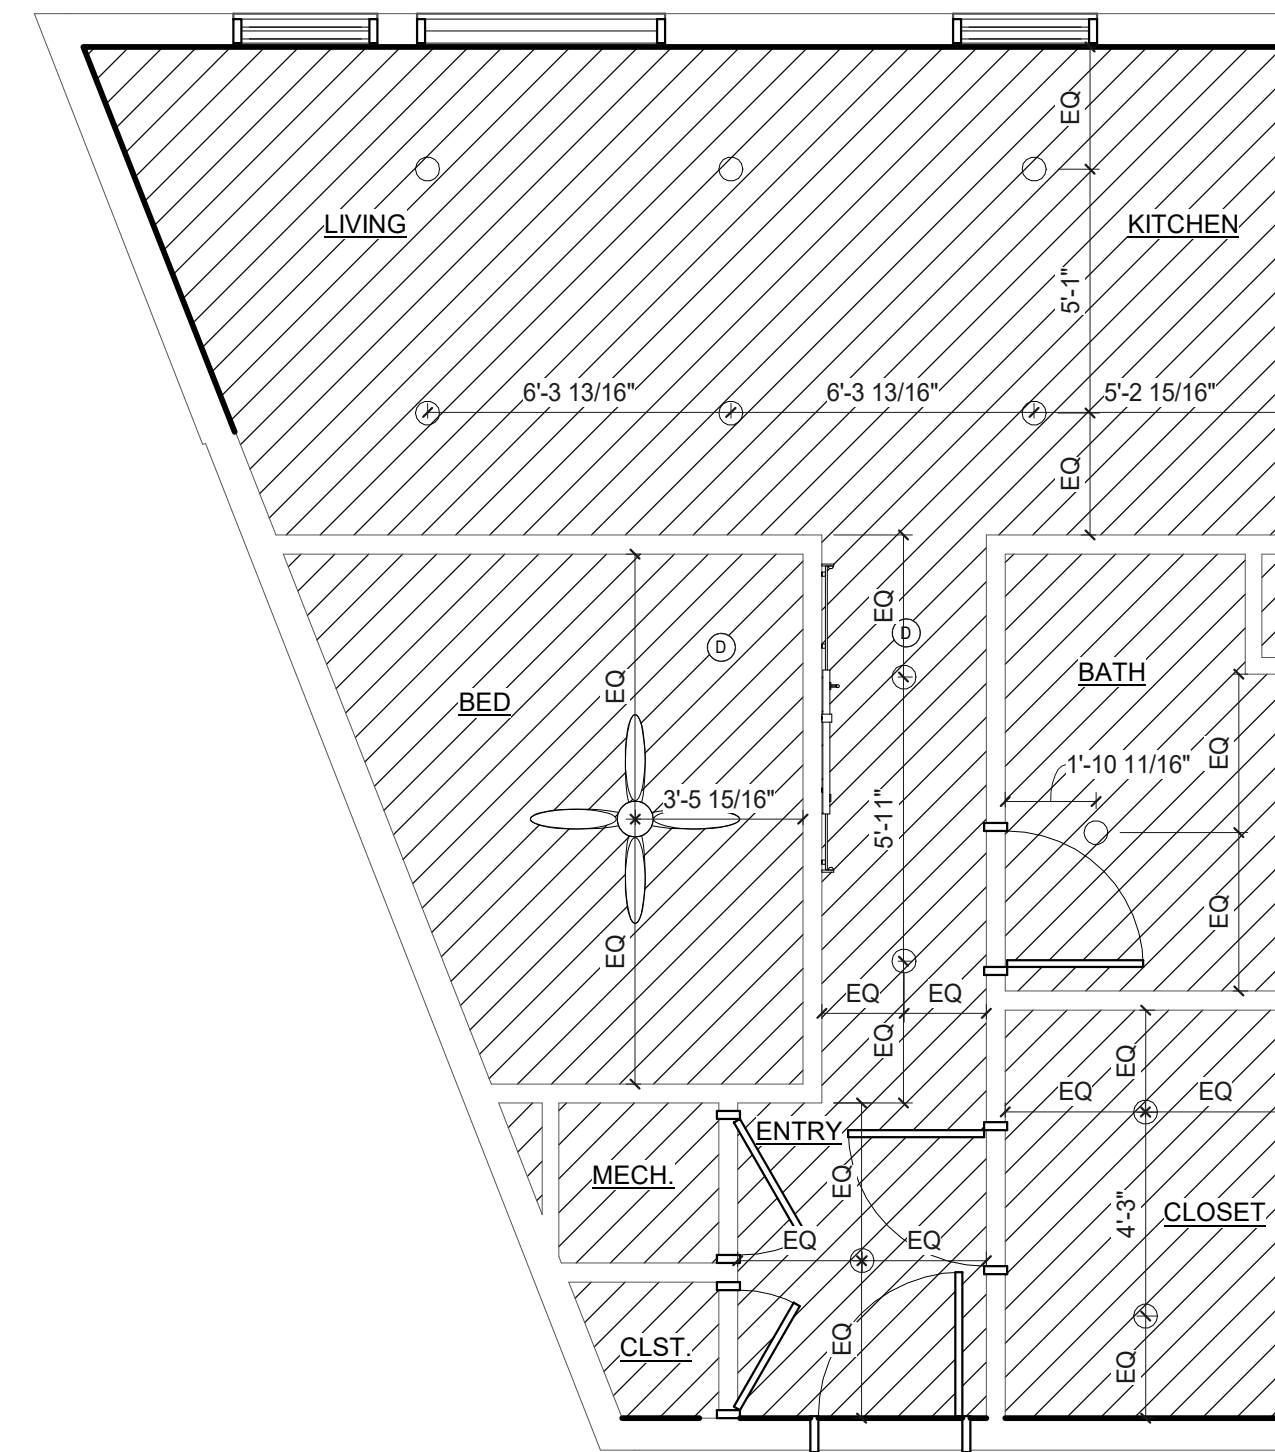 EQ
LIVING
KITCHEN
5'-1"
6'-3 13/16"
6'-3 13/16"
5'-2 15/16"
EQ
EQ
D
D
BATH
EQ
BED
EQ
1'-10 11/16"
3'-5 15/16"
5'-11"
EQ
EQ
EQ
EQ
EQ
EQ
ENTRY
EQ
EQ
EQ
MECH.
EQ
4'-3"
CLOSET
EQ
EQ
CLST.
EQ
EQ